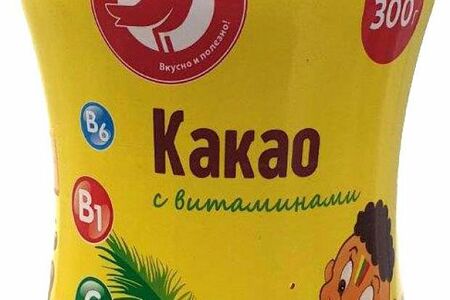 300г
Вкусно и полезно!
B6
Какао
с витаминами
B1